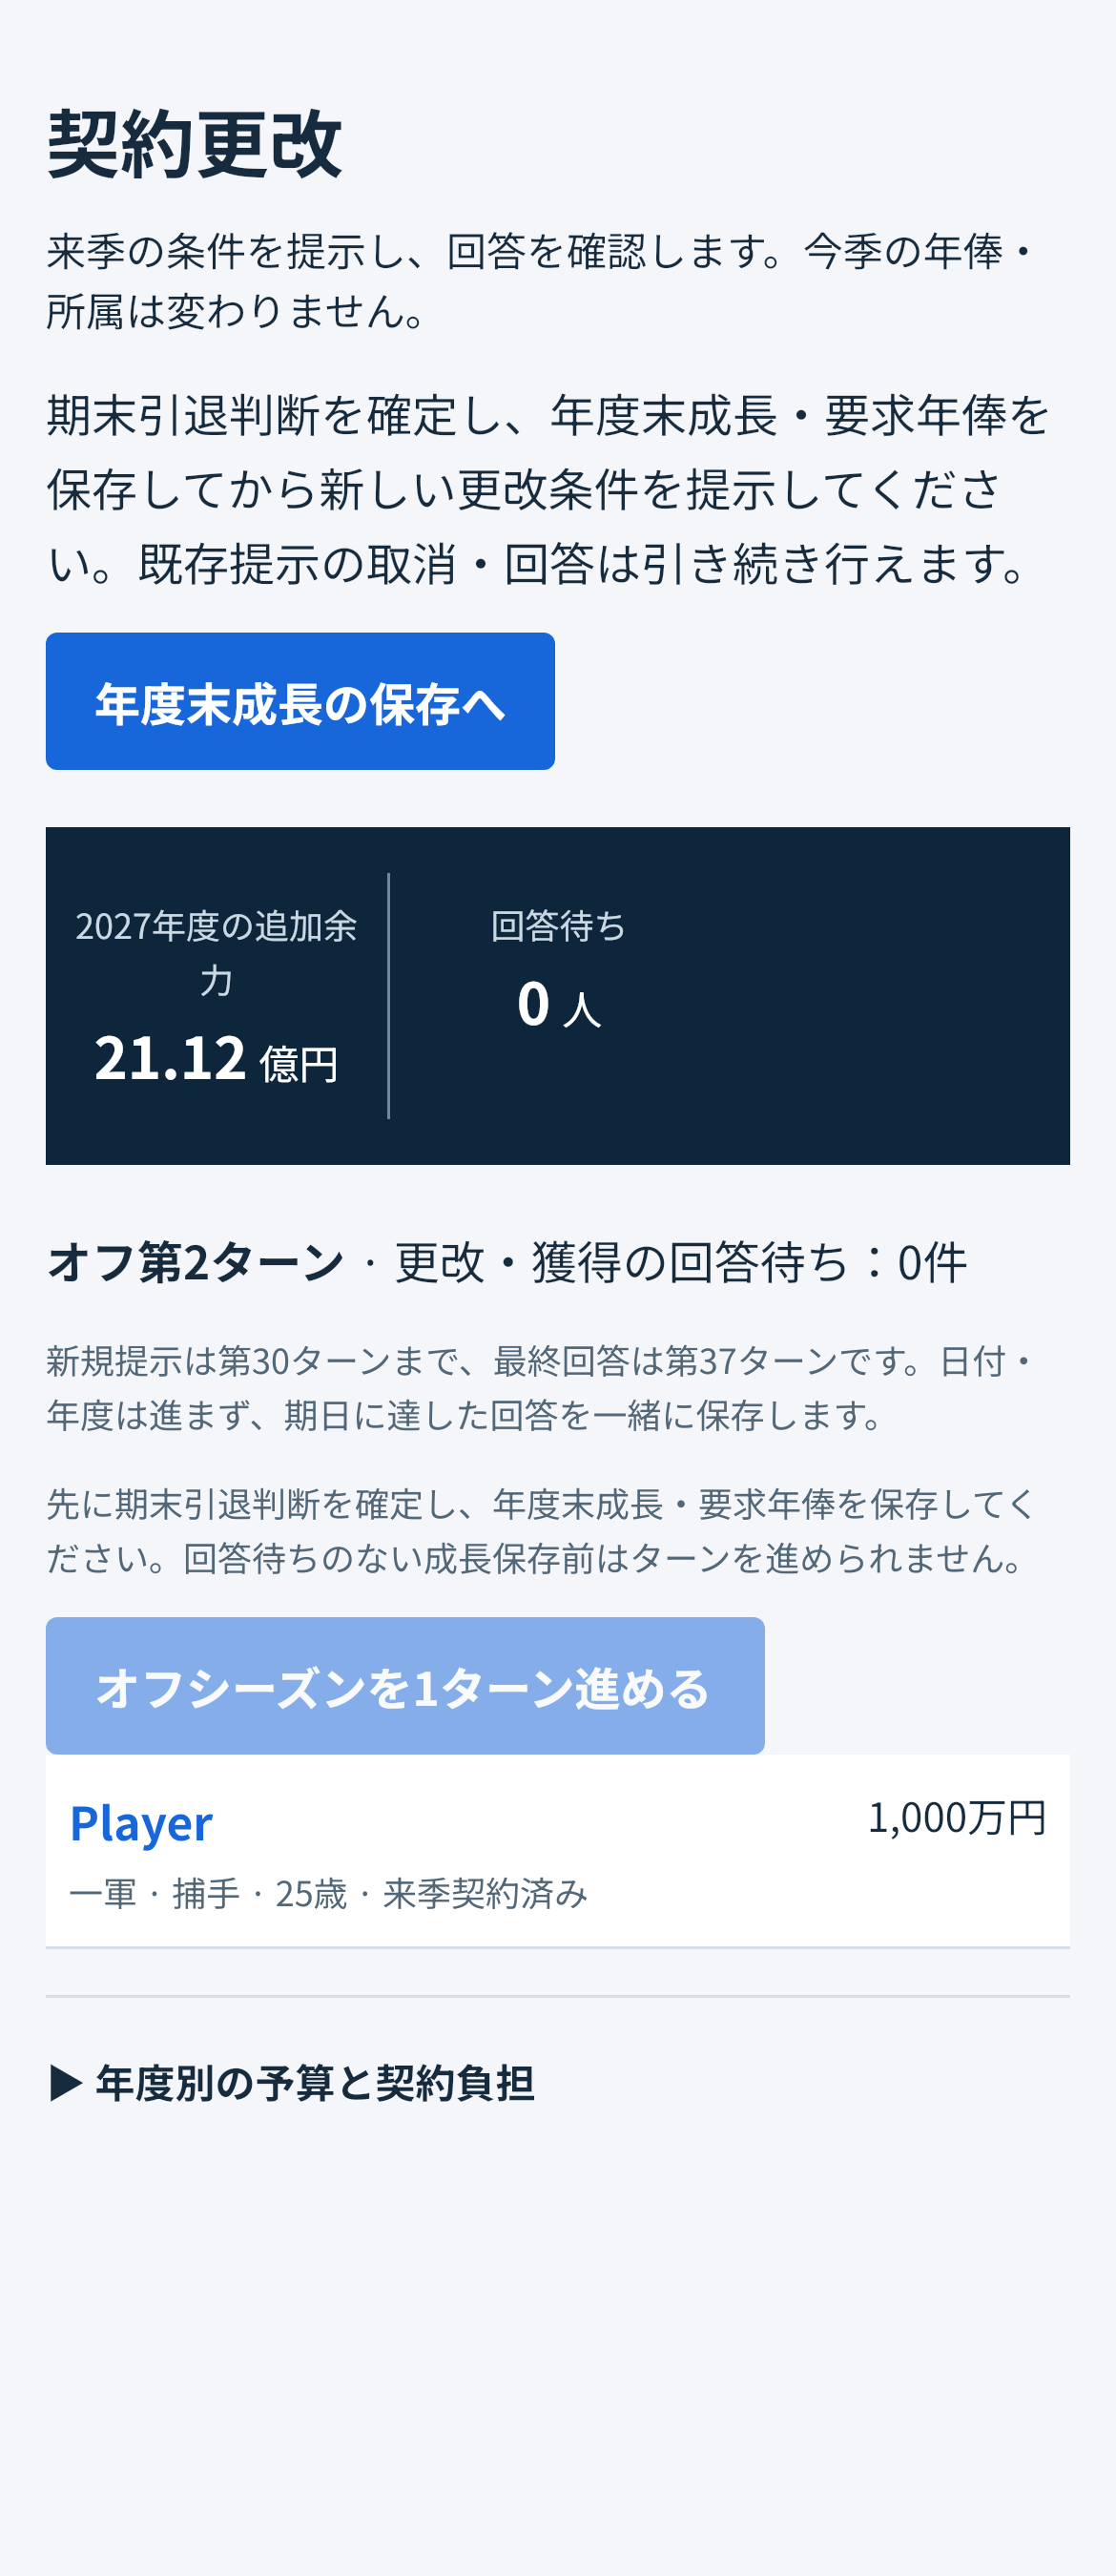 契約更改
来季の条件を提示し、回答を確認します。今季の年俸・
所属は変わりません。
期末引退判断を確定し、年度末成長・要求年俸を
保存してから新しい更改条件を提示してくださ
い。既存提示の取消・回答は引き続き行えます。
年度末成長の保存へ
2027年度の追加余
力
21.12 億円
回答待ち
0 人
オフ第2ターン · 更改・獲得の回答待ち：0件
新規提示は第30ターンまで、最終回答は第37ターンです。日付・
年度は進まず、期日に達した回答を一緒に保存します。
先に期末引退判断を確定し、年度末成長・要求年俸を保存してく
ださい。回答待ちのない成長保存前はターンを進められません。
オフシーズンを1ターン進める
Player
1,000万円
一軍 · 捕手 · 25歳 · 来季契約済み
▶ 年度別の予算と契約負担